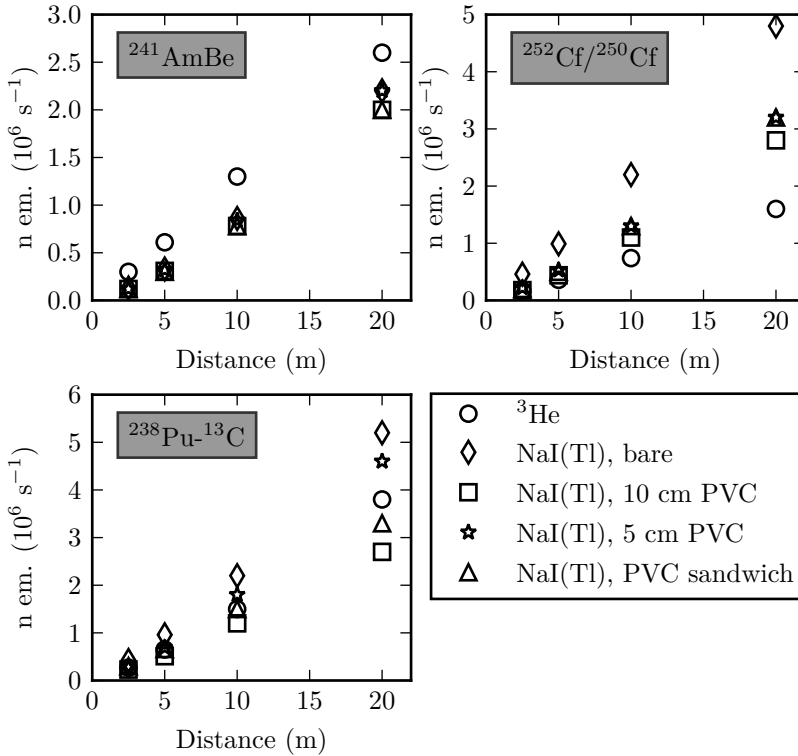 3.0
2.5
2.0
1.5
1.0
0.5
0.0
n em. (10⁶ s⁻¹)
²⁴¹AmBe
0 5 10 15 20
Distance (m)
5
4
3
2
1
0
n em. (10⁶ s⁻¹)
²⁵²Cf/²⁵⁰Cf
0 5 10 15 20
Distance (m)
6
5
4
3
2
1
0
n em. (10⁶ s⁻¹)
²³⁸Pu-¹³C
0 5 10 15 20
Distance (m)
³He
NaI(Tl), bare
NaI(Tl), 10 cm PVC
NaI(Tl), 5 cm PVC
NaI(Tl), PVC sandwich